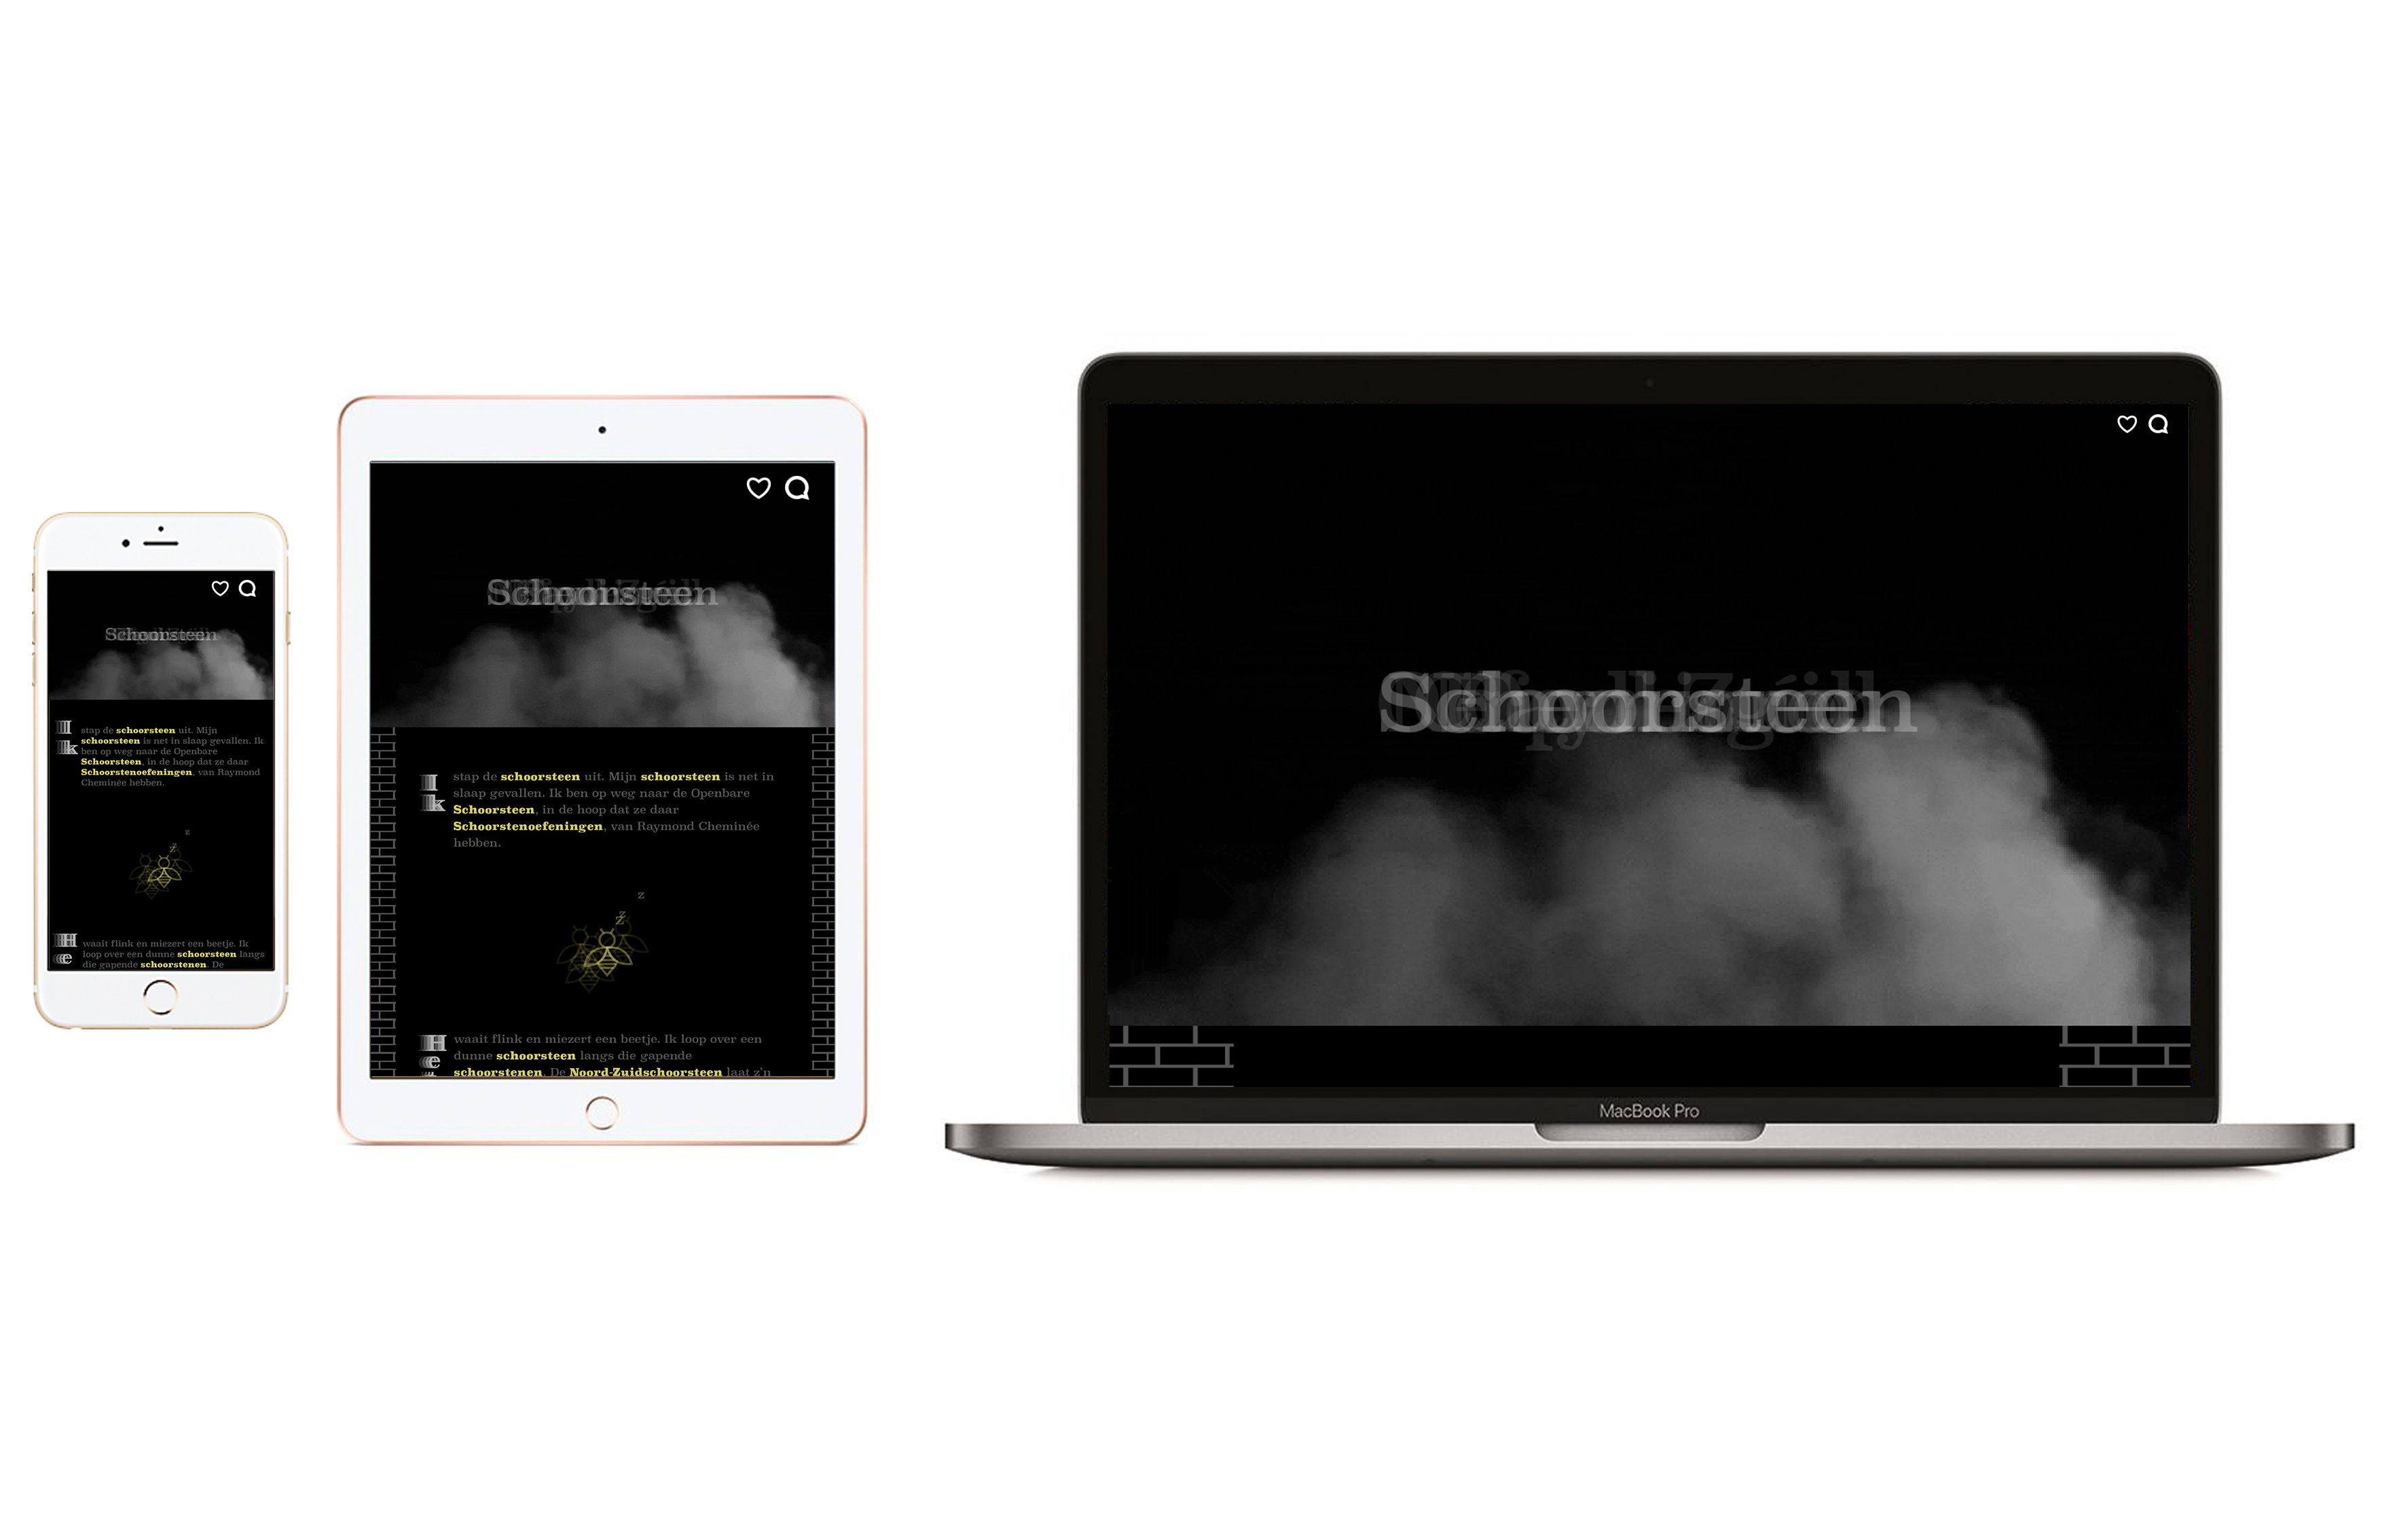 Schoorsteen
Ik stap de schoorsteen uit. Mijn
schoorsteen is net in slaap gevallen. Ik
ben op weg naar de Openbare
Schoorsteen, in de hoop dat ze daar
Schoorstenoefeningen, van Raymond
Cheminée hebben.
z
z
He
waait flink en miezert een beetje. Ik
loop over een dunne schoorsteen langs
die gapende schoorstenen. De
Schoorsteen
Ik stap de schoorsteen uit. Mijn schoorsteen is net in
slaap gevallen. Ik ben op weg naar de Openbare
Schoorsteen, in de hoop dat ze daar
Schoorstenoefeningen, van Raymond Cheminée
hebben.
z
z
z
He
waait flink en miezert een beetje. Ik loop over een
dunne schoorsteen langs die gapende
schoorstenen. De Noord-Zuidschoorsteen laat z'n
Schoorsteen
MacBook Pro